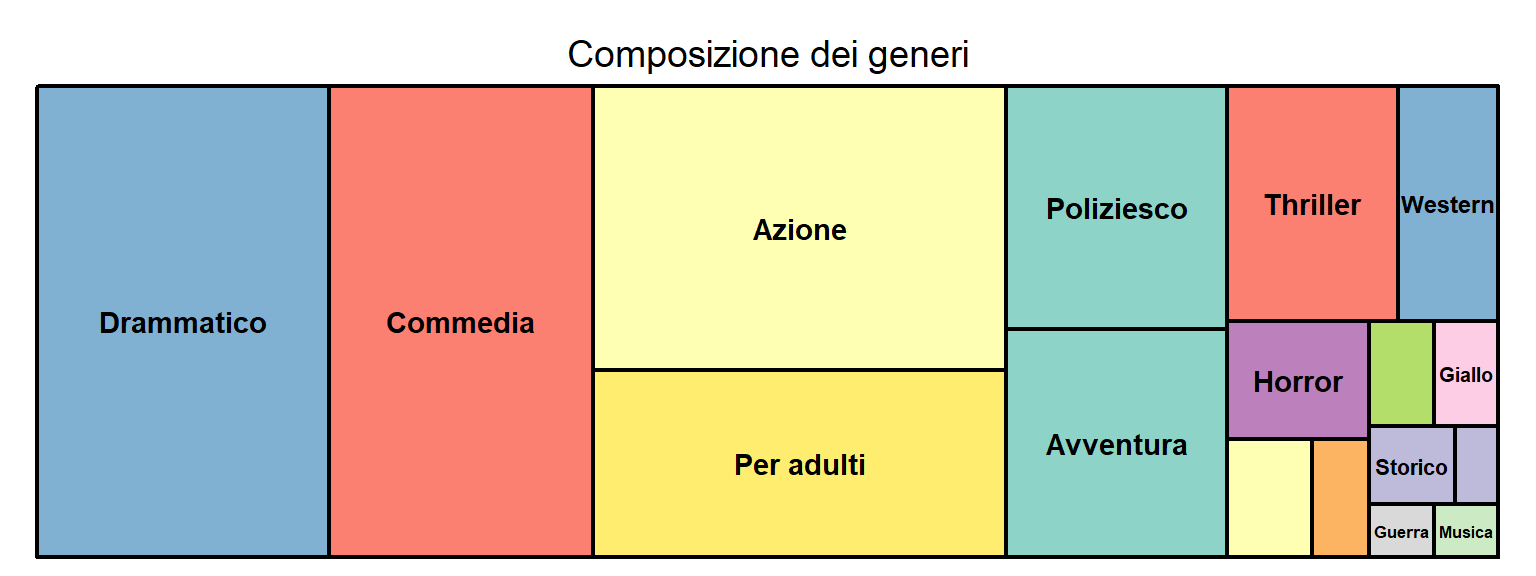 Composizione dei generi
Drammatico
Commedia
Azione
Per adulti
Poliziesco
Avventura
Thriller
Western
Horror
Giallo
Storico
Guerra
Musica